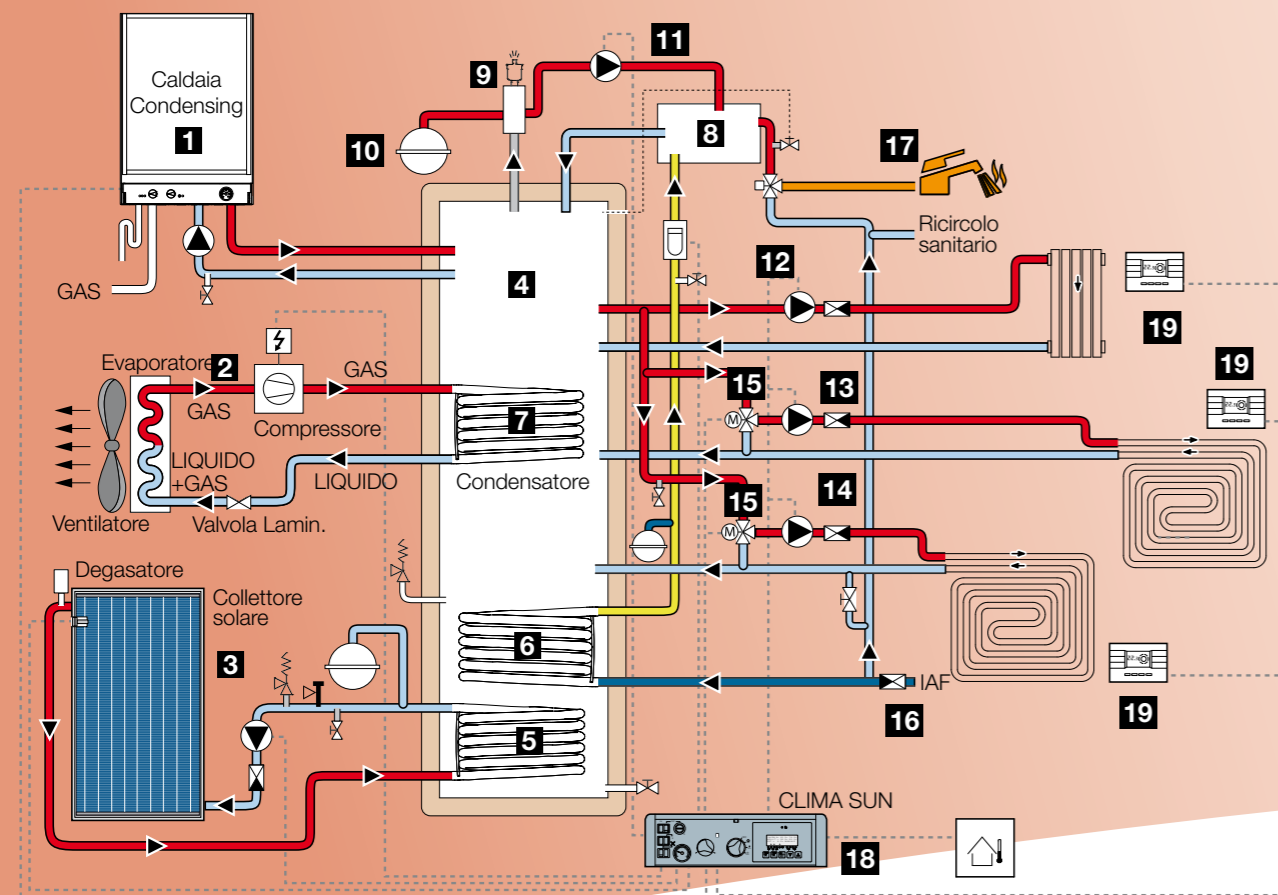 Caldaia
Condensing
1
GAS
9
10
11
8
17
Ricircolo
sanitario
12
19
4
Evaporatore
2
GAS
GAS
Compressore
7
LIQUIDO
+GAS
LIQUIDO
Condensatore
Ventilatore
Valvola Lamin.
15
M
13
19
15
M
14
Degasatore
Collettore
solare
3
6
IAF
16
19
5
CLIMA SUN
18